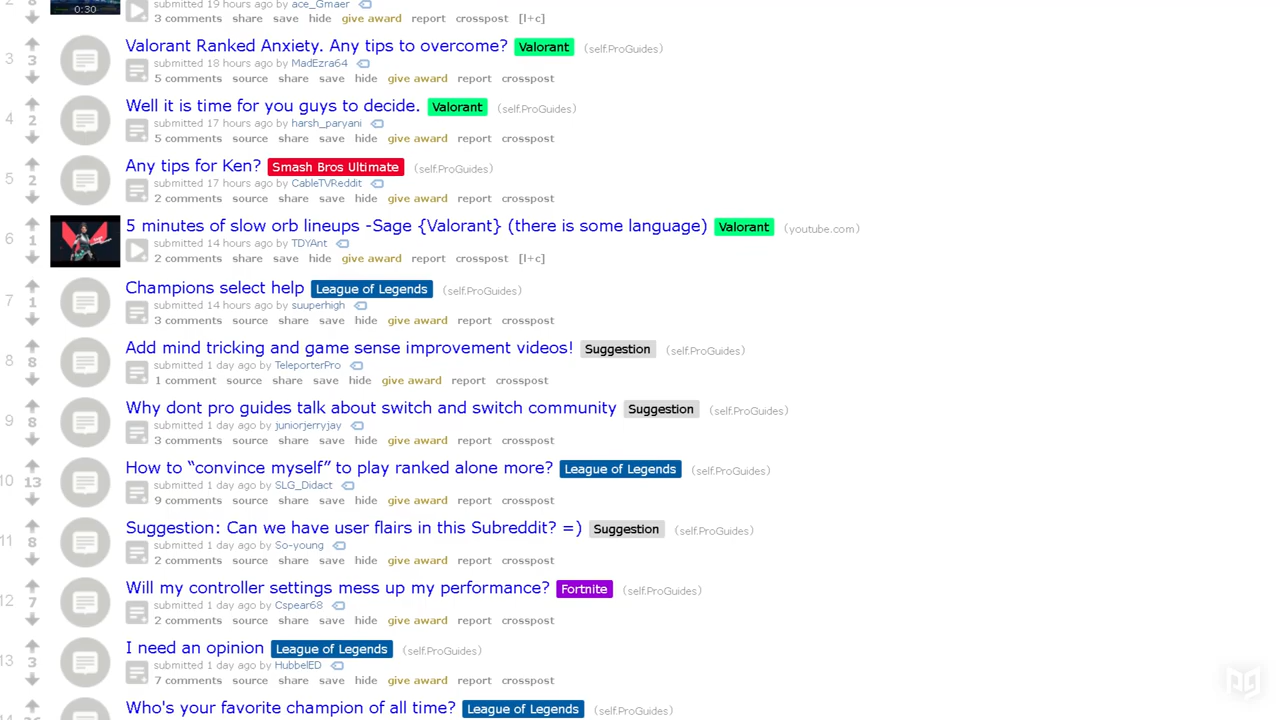 2 8 0:30 submitted 19 hours ago by ace_Gmaer
3 comments share save hide give award report crosspost [l+c]
3 3 Valorant Ranked Anxiety. Any tips to overcome? Valorant (self.ProGuides)
submitted 18 hours ago by MadEzra64
5 comments source share save hide give award report crosspost
4 2 Well it is time for you guys to decide. Valorant (self.ProGuides)
submitted 17 hours ago by harsh_paryani
5 comments source share save hide give award report crosspost
5 2 Any tips for Ken? Smash Bros Ultimate (self.ProGuides)
submitted 17 hours ago by CableTVReddit
2 comments source share save hide give award report crosspost
6 1 5 minutes of slow orb lineups -Sage {Valorant} (there is some language) Valorant (youtube.com)
submitted 14 hours ago by TDYAnt
2 comments share save hide give award report crosspost [l+c]
7 1 Champions select help League of Legends (self.ProGuides)
submitted 14 hours ago by suuperhigh
3 comments source share save hide give award report crosspost
8 8 Add mind tricking and game sense improvement videos! Suggestion (self.ProGuides)
submitted 1 day ago by TeleporterPro
1 comment source share save hide give award report crosspost
9 8 Why dont pro guides talk about switch and switch community Suggestion (self.ProGuides)
submitted 1 day ago by juniorjerryjay
3 comments source share save hide give award report crosspost
10 13 How to “convince myself” to play ranked alone more? League of Legends (self.ProGuides)
submitted 1 day ago by SLG_Didact
9 comments source share save hide give award report crosspost
11 8 Suggestion: Can we have user flairs in this Subreddit? =) Suggestion (self.ProGuides)
submitted 1 day ago by So-young
2 comments source share save hide give award report crosspost
12 7 Will my controller settings mess up my performance? Fortnite (self.ProGuides)
submitted 1 day ago by Cspear68
2 comments source share save hide give award report crosspost
13 3 I need an opinion League of Legends (self.ProGuides)
submitted 1 day ago by HubbelED
7 comments source share save hide give award report crosspost
Who's your favorite champion of all time? League of Legends (self.ProGuides)